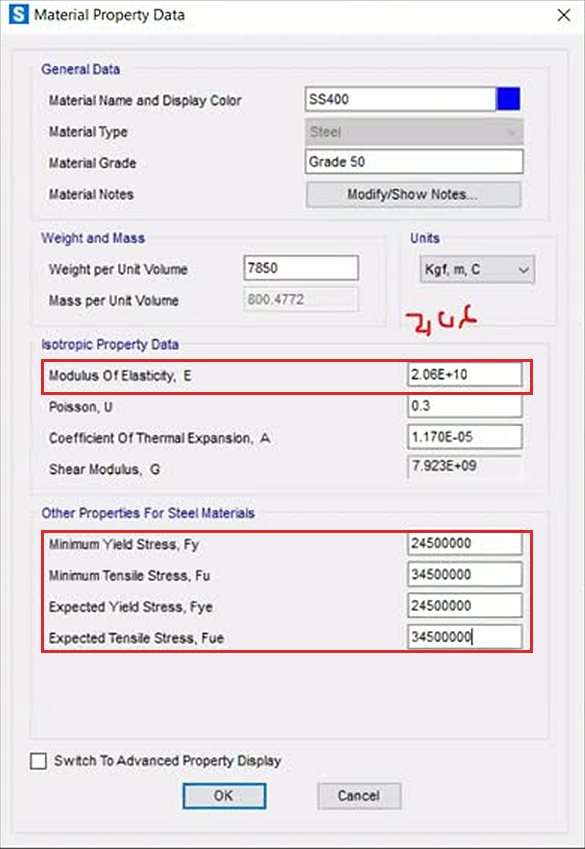 Material Property Data
General Data
Material Name and Display Color SS400
Material Type Steel
Material Grade Grade 50
Material Notes Modify/Show Notes...
Weight and Mass
Weight per Unit Volume 7850
Mass per Unit Volume 800.4772
Units
Kgf, m, C
Isotropic Property Data
Modulus Of Elasticity, E 2.06E+10
Poisson, U 0.3
Coefficient Of Thermal Expansion, A 1.170E-05
Shear Modulus, G 7.923E+09
Other Properties For Steel Materials
Minimum Yield Stress, Fy 24500000
Minimum Tensile Stress, Fu 34500000
Expected Yield Stress, Fye 24500000
Expected Tensile Stress, Fue 34500000
Switch To Advanced Property Display
OK Cancel